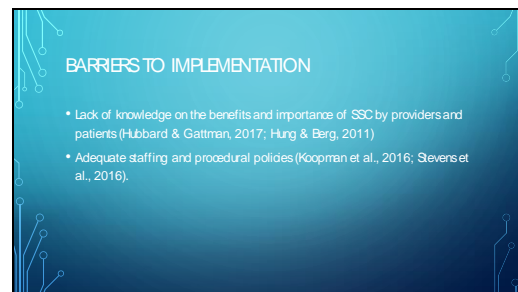 BARRIERS TO IMPLEMENTATION
• Lack of knowledge on the benefits and importance of SSC by providers and
patients (Hubbard & Gattman, 2017; Hung & Berg, 2011)
• Adequate staffing and procedural policies (Koopman et al., 2016; Stevens et
al., 2016).